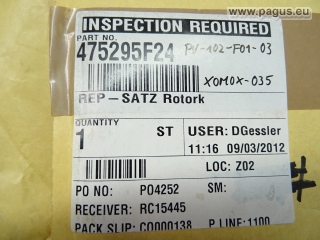 www.pagus.eu
INSPECTION REQUIRED
PART NO.
475295F24 PV-102-F01-03
XOMOX-035
REP-SATZ Rotork
QUANTITY
1 ST USER: DGessler
11:16 09/03/2012
LOC: Z02
PO NO: PO4252 SM:
RECEIVER: RC15445
PACK SLIP: CO000138 P LINE: 1100